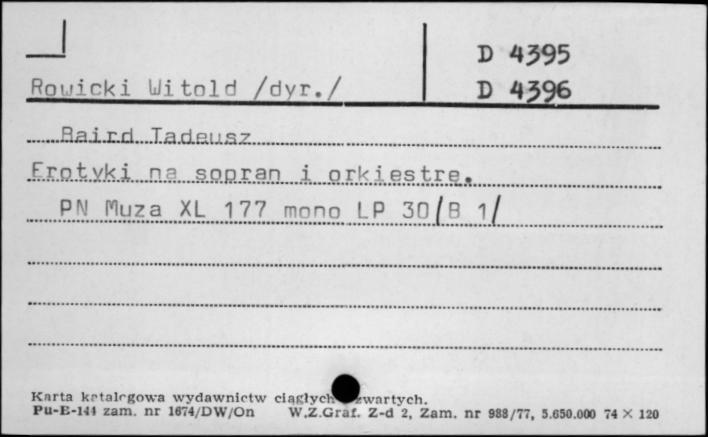 D 4395
Rowicki Witold /dyr./ D 4396
Baird Tadeusz
Erotyki na sopran i orkiestrę.
PN Muza XL 177 mono LP 30/B 1/
Karta katalogowa wydawnictw ciągłych zwartych.
Pu-E-144 zam. nr 1674/DW/On W.Z.Graf. Z-d 2, Zam. nr 988/77, 5.650.000 74 × 120